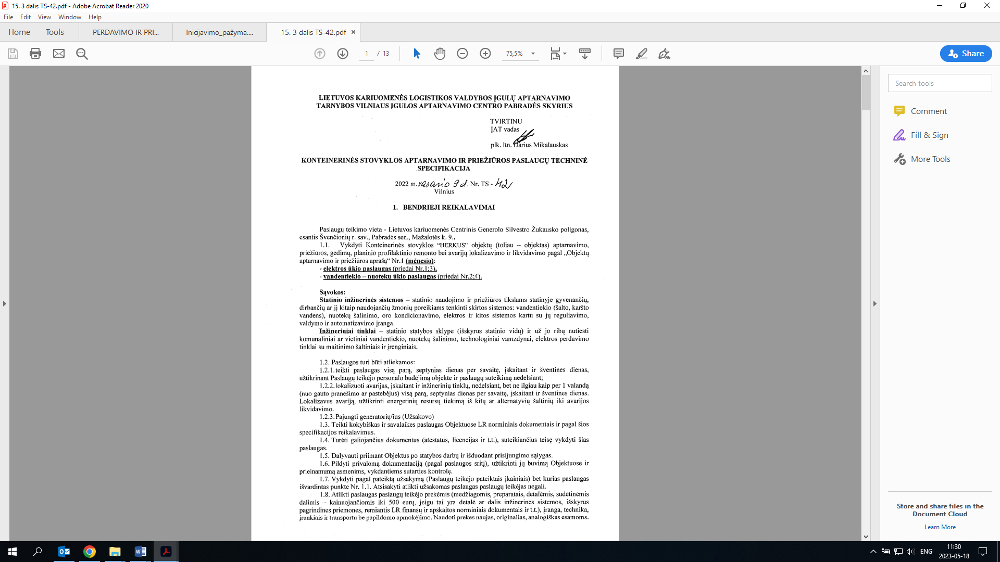 15. 3 dalis TS-42.pdf - Adobe Acrobat Reader 2020
File Edit View Window Help
Home Tools PERDAVIMO IR PRI... Inicijavimo_pažyma.... 15. 3 dalis TS-42.pdf
1 / 13 75,5% Share
LIETUVOS KARIUOMENĖS LOGISTIKOS VALDYBOS ĮGULŲ APTARNAVIMO
TARNYBOS VILNIAUS ĮGULOS APTARNAVIMO CENTRO PABRADĖS SKYRIUS
TVIRTINU
ĮAT vadas
plk. ltn. Darius Mikalauskas
KONTEINERINĖS STOVYKLOS APTARNAVIMO IR PRIEŽIŪROS PASLAUGŲ TECHNINĖ
SPECIFIKACIJA
2022 m. vasario 9 d. Nr. TS - 42
Vilnius
1. BENDRIEJI REIKALAVIMAI
Paslaugų teikimo vieta - Lietuvos kariuomenės Centrinis Generolo Silvestro Žukausko poligonas,
esantis Švenčionių r. sav., Pabradės sen., Mažalotės k. 9..
1.1. Vykdyti Konteinerinės stovyklos “HERKUS” objektų (toliau – objektas) aptarnavimo,
priežiūros, gedimų, planinio profilaktinio remonto bei avarijų lokalizavimo ir likvidavimo pagal „Objektų
aptarnavimo ir priežiūros aprašą“ Nr.1 (mėnesio):
- elektros ūkio paslaugas (priedai Nr.1;3),
- vandentiekio – nuotekų ūkio paslaugas (priedai Nr.2;4).
Sąvokos:
Statinio inžinerinės sistemos – statinio naudojimo ir priežiūros tikslams statinyje gyvenančių,
dirbančių ar jį kitaip naudojančių žmonių poreikiams tenkinti skirtos sistemos: vandentiekio (šalto, karšto
vandens), nuotekų šalinimo, oro kondicionavimo, elektros ir kitos sistemos kartu su jų reguliavimo,
valdymo ir automatizavimo įranga.
Inžineriniai tinklai – statinio statybos sklype (išskyrus statinio vidų) ir už jo ribų nutiesti
komunaliniai ar vietiniai vandentiekio, nuotekų šalinimo, technologiniai vamzdynai, elektros perdavimo
tinklai su maitinimo šaltiniais ir įrenginiais.
1.2. Paslaugos turi būti atliekamos:
1.2.1. teikti paslaugas visą parą, septynias dienas per savaitę, įskaitant ir šventines dienas,
užtikrinant Paslaugų teikėjo personalo budėjimą objekte ir paslaugų suteikimą nedelsiant;
1.2.2. lokalizuoti avarijas, įskaitant ir inžinerinių tinklų, nedelsiant, bet ne ilgiau kaip per 1 valandą
(nuo gauto pranešimo ar pastebėjus) visą parą, septynias dienas per savaitę, įskaitant ir šventines dienas.
Lokalizavus avariją, užtikrinti energetinių resursų tiekimą iš kitų ar alternatyvių šaltinių iki avarijos
likvidavimo.
1.2.3. Pajungti generatorių/ius (Užsakovo)
1.3. Teikti kokybiškas ir savalaikes paslaugas Objektuose LR norminiais dokumentais ir pagal šios
specifikacijos reikalavimus.
1.4. Turėti galiojančius dokumentus (atestatus, licencijas ir t.t.), suteikiančius teisę vykdyti šias
paslaugas.
1.5. Dalyvauti priimant Objektus po statybos darbų ir išduodant prisijungimo sąlygas.
1.6. Pildyti privalomą dokumentaciją (pagal paslaugos sritį), užtikrinti jų buvimą Objektuose ir
prieinamumą asmenims, vykdantiems sutarties kontrolę.
1.7. Vykdyti pagal pateiktą užsakymą (Paslaugų teikėjo pateiktais įkainiais) bet kurias paslaugas
išvardintas punkte Nr. 1.1. Atsisakyti atlikti užsakomas paslaugas paslaugų teikėjas negali.
1.8. Atlikti paslaugas paslaugų teikėjo prekėmis (medžiagomis, preparatais, detalėmis, sudėtinėmis
dalimis – kainuojančiomis iki 500 eurų, jeigu tai yra detalė ar dalis inžinerinės sistemos, išskyrus
pagrindines priemones, remiantis LR finansų ir apskaitos norminiais dokumentais ir t.t.), įranga, technika,
įrankiais ir transportu be papildomo apmokėjimo. Naudoti prekes naujas, originalias, analogiškas esamoms.
Search tools
Comment
Fill & Sign
More Tools
Store and share files in the
Document Cloud
Learn More
ENG
11:30
2023-05-18